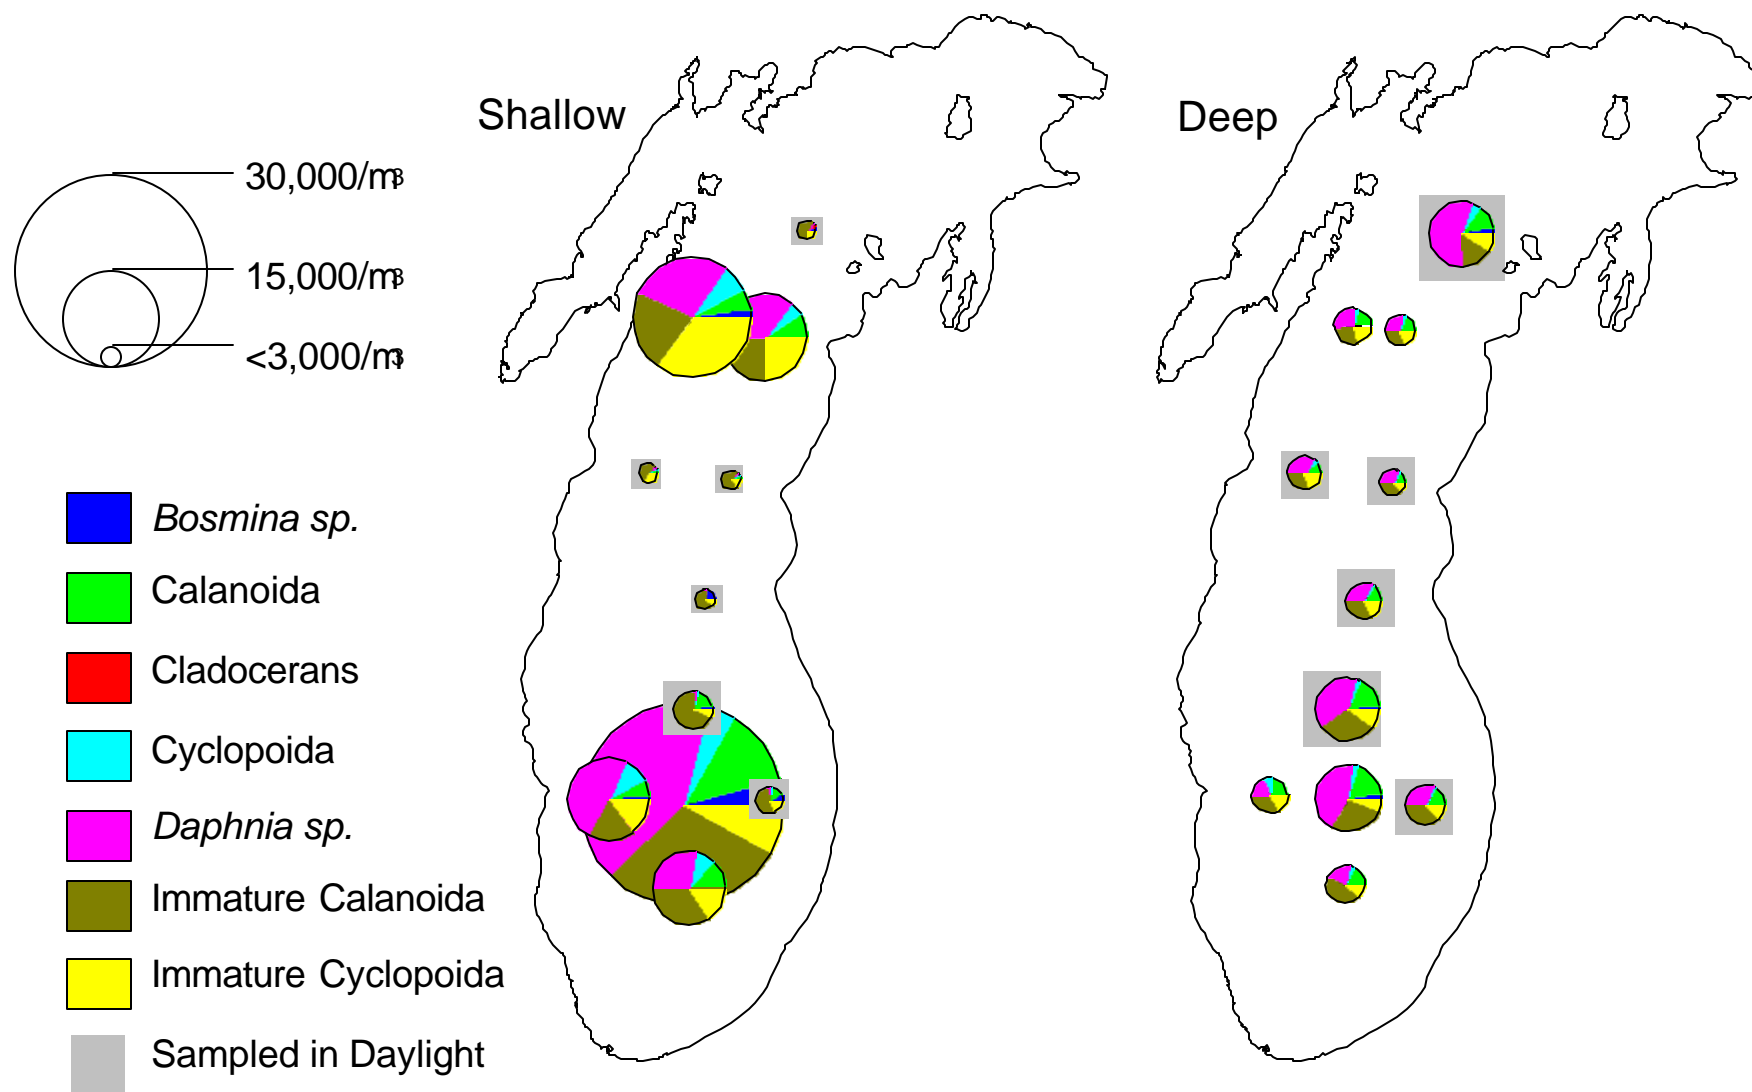 Shallow
Deep
30,000/m3
15,000/m3
<3,000/m3
Bosmina sp.
Calanoida
Cladocerans
Cyclopoida
Daphnia sp.
Immature Calanoida
Immature Cyclopoida
Sampled in Daylight